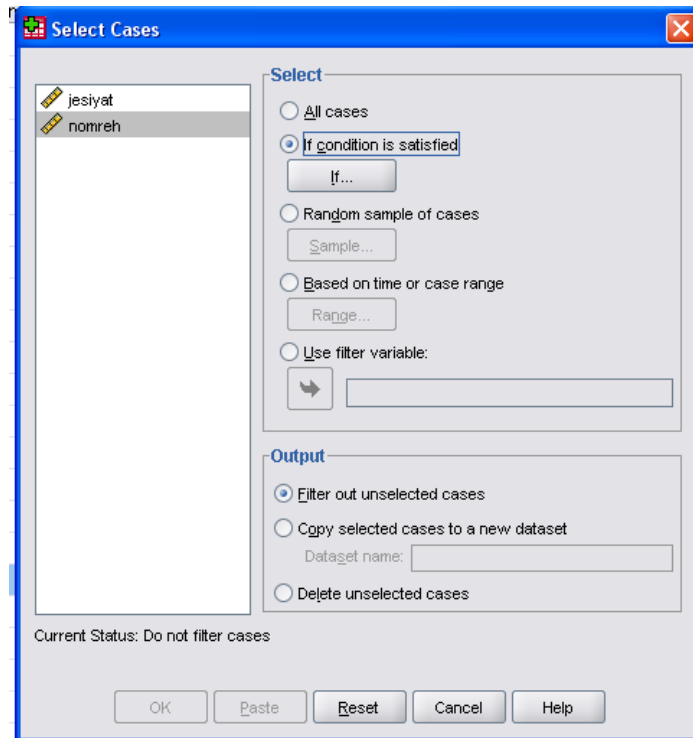 Select Cases
jesiyat
nomreh
Select
All cases
If condition is satisfied
If...
Random sample of cases
Sample...
Based on time or case range
Range...
Use filter variable:
Output
Filter out unselected cases
Copy selected cases to a new dataset
Dataset name:
Delete unselected cases
Current Status: Do not filter cases
OK Paste Reset Cancel Help